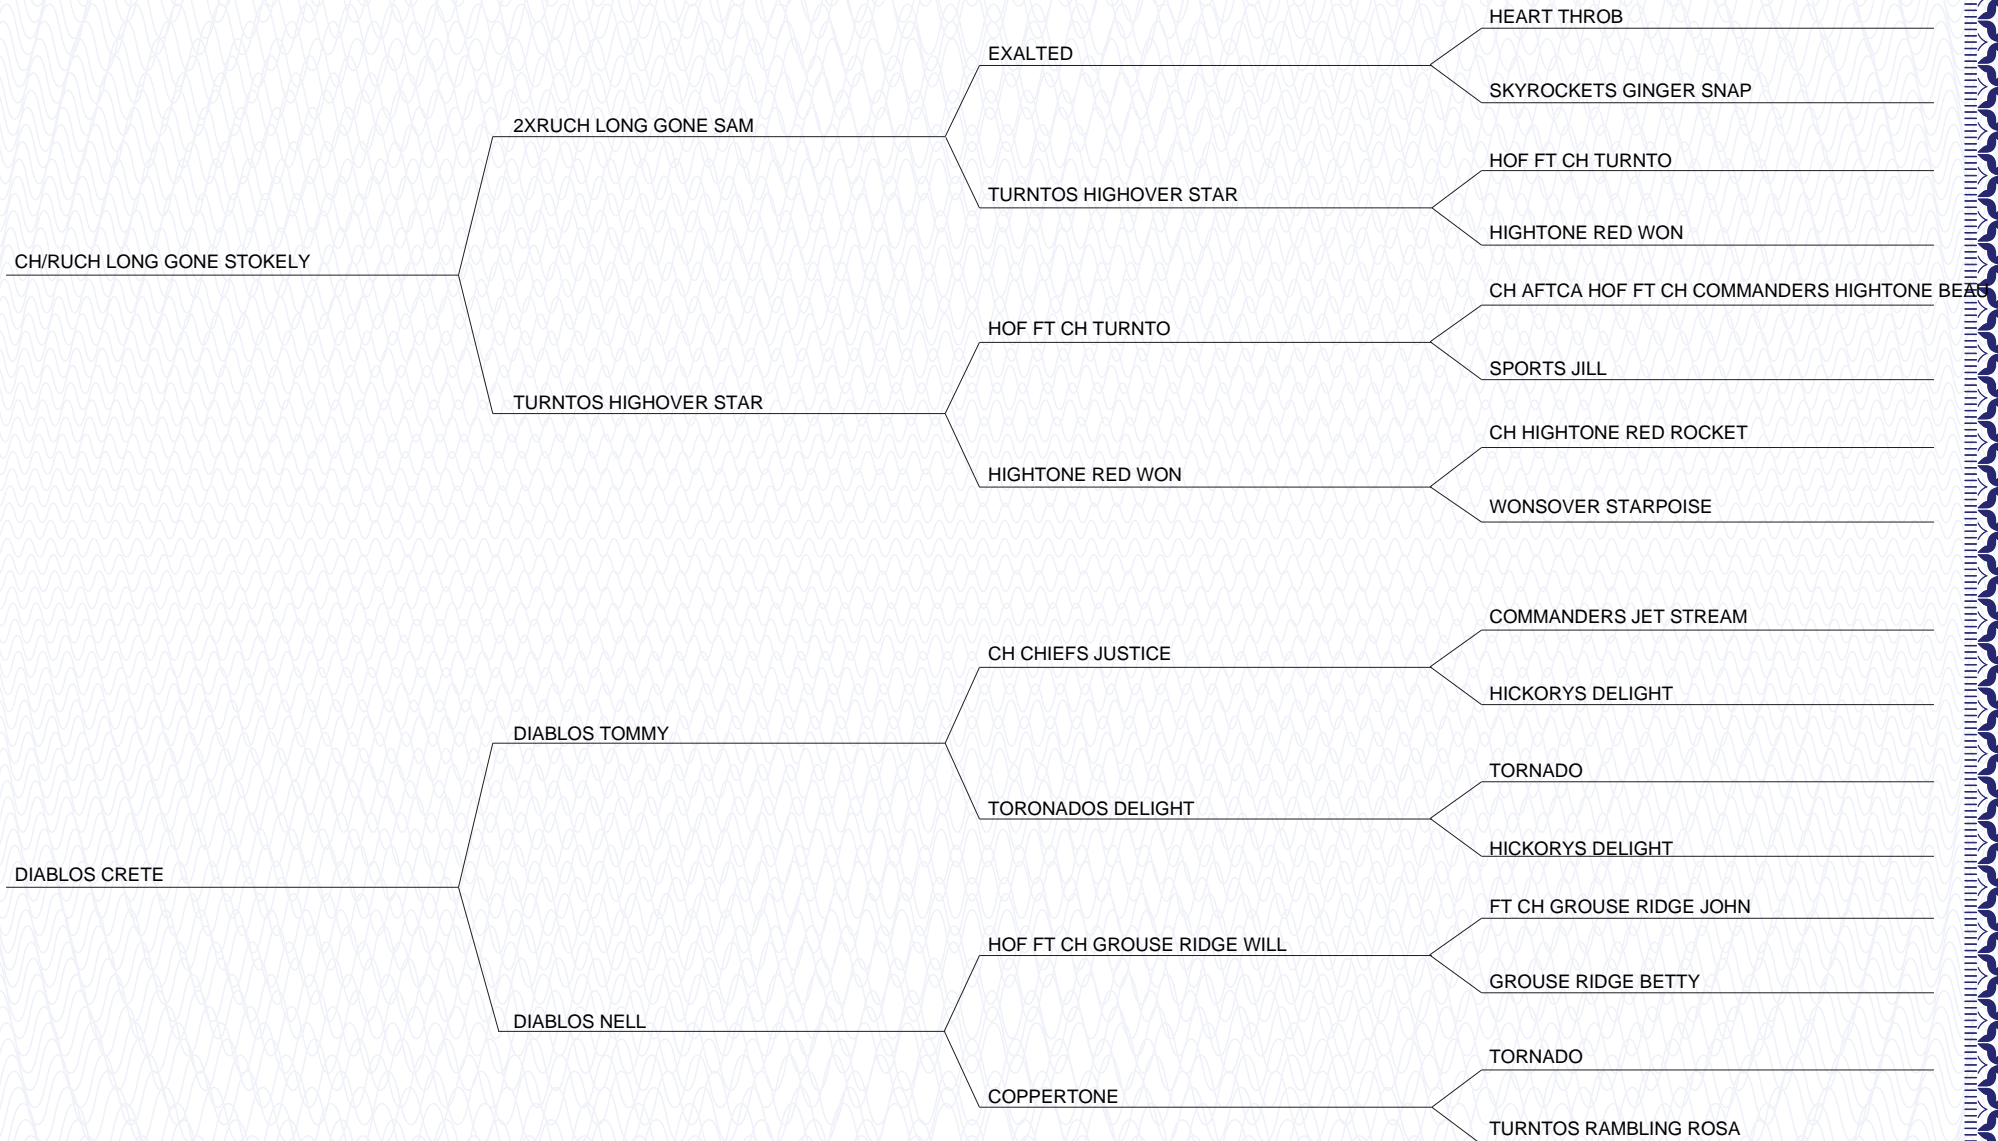 HEART THROB
EXALTED
SKYROCKETS GINGER SNAP
2XRUCH LONG GONE SAM
HOF FT CH TURNTO
TURNTOS HIGHOVER STAR
HIGHTONE RED WON
CH/RUCH LONG GONE STOKELY
CH AFTCA HOF FT CH COMMANDERS HIGHTONE BEAU
HOF FT CH TURNTO
SPORTS JILL
TURNTOS HIGHOVER STAR
CH HIGHTONE RED ROCKET
HIGHTONE RED WON
WONSOVER STARPOISE
COMMANDERS JET STREAM
CH CHIEFS JUSTICE
HICKORYS DELIGHT
DIABLOS TOMMY
TORNADO
TORONADOS DELIGHT
HICKORYS DELIGHT
DIABLOS CRETE
FT CH GROUSE RIDGE JOHN
HOF FT CH GROUSE RIDGE WILL
GROUSE RIDGE BETTY
DIABLOS NELL
TORNADO
COPPERTONE
TURNTOS RAMBLING ROSA